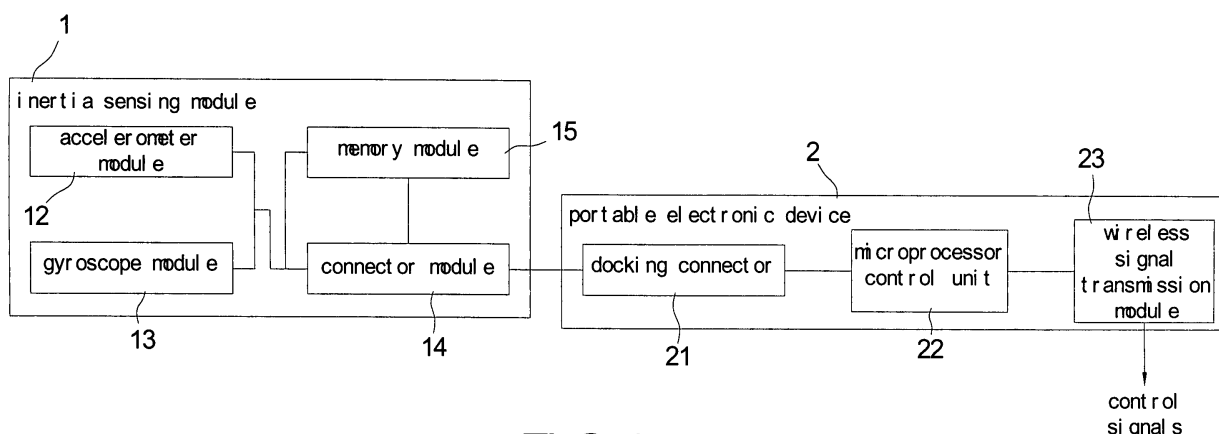 1
inertia sensing module
accelerometer
module
15
memory module
12
2
23
portable electronic device
gyroscope module
connector module
docking connector
microprocessor
control unit
wireless
signal
transmission
module
13
14
21
22
control
signals